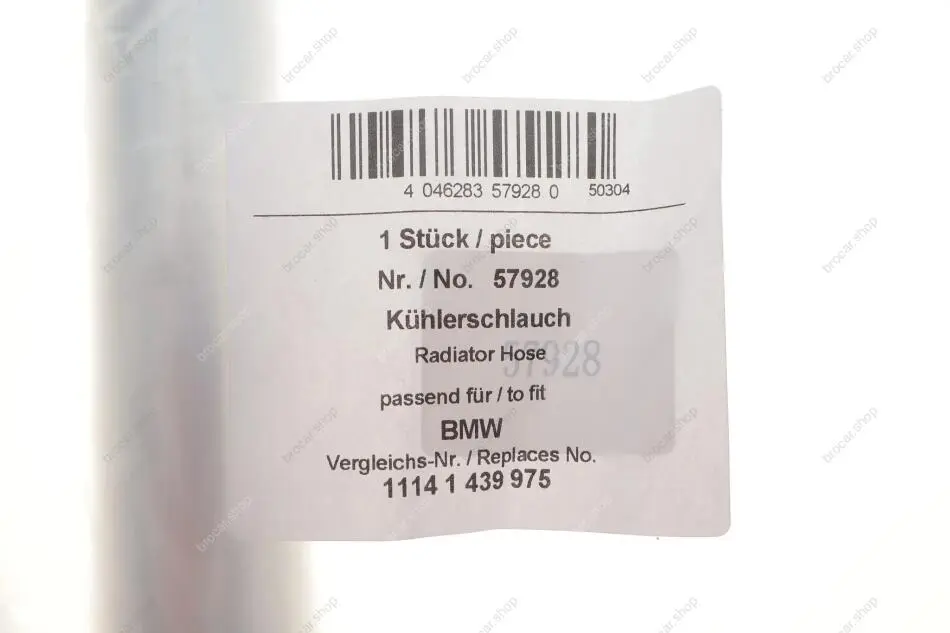 4 046283 57928 0 50304
1 Stück / piece
Nr. / No. 57928
Kühlerschlauch
Radiator Hose
57928
passend für / to fit
BMW
Vergleichs-Nr. / Replaces No.
1114 1 439 975
brocar.shop